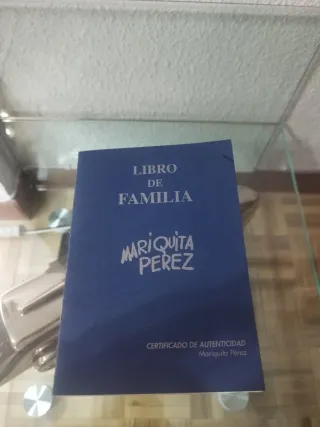 LIBRO
DE
FAMILIA
MARIQUITA
PEREZ
CERTIFICADO DE AUTENTICIDAD
Mariquita Pérez